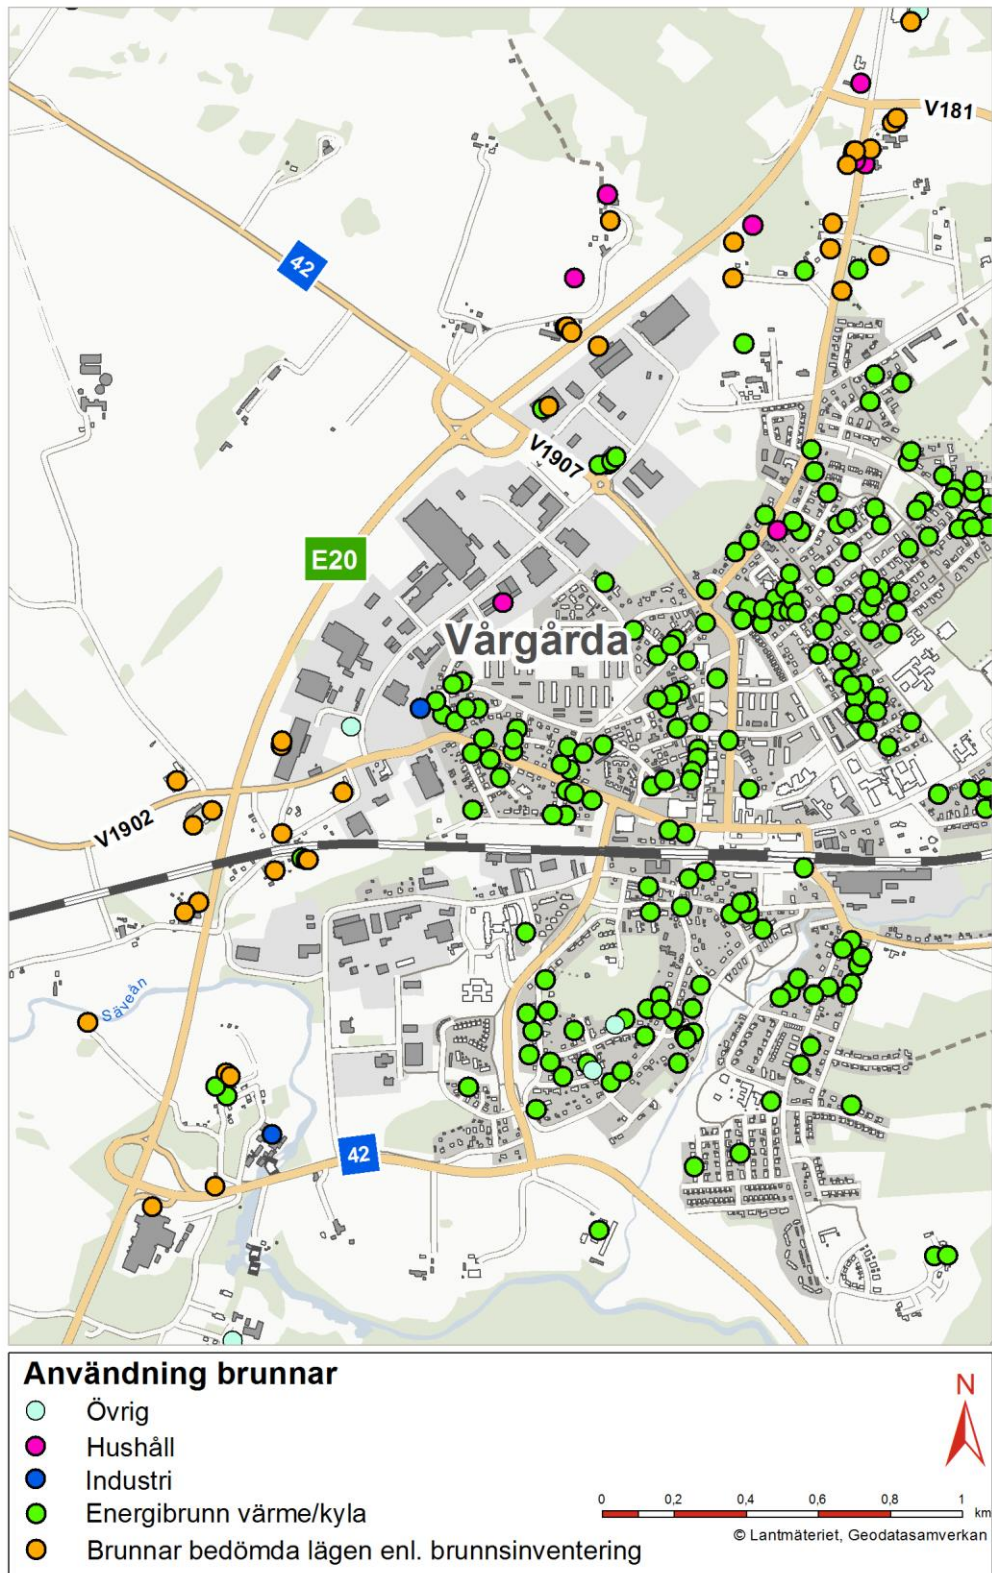 V181
42
V1907
E20
Vårgårda
V1902
Säveån
42
Användning brunnar
Övrig
Hushåll
Industri
Energibrunn värme/kyla
Brunnar bedömda lägen enl. brunnsinventering
N
0 0,2 0,4 0,6 0,8 1
km
© Lantmäteriet, Geodatasamverkan